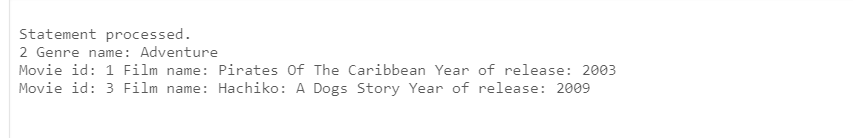 Statement processed.
2 Genre name: Adventure
Movie id: 1 Film name: Pirates Of The Caribbean Year of release: 2003
Movie id: 3 Film name: Hachiko: A Dogs Story Year of release: 2009